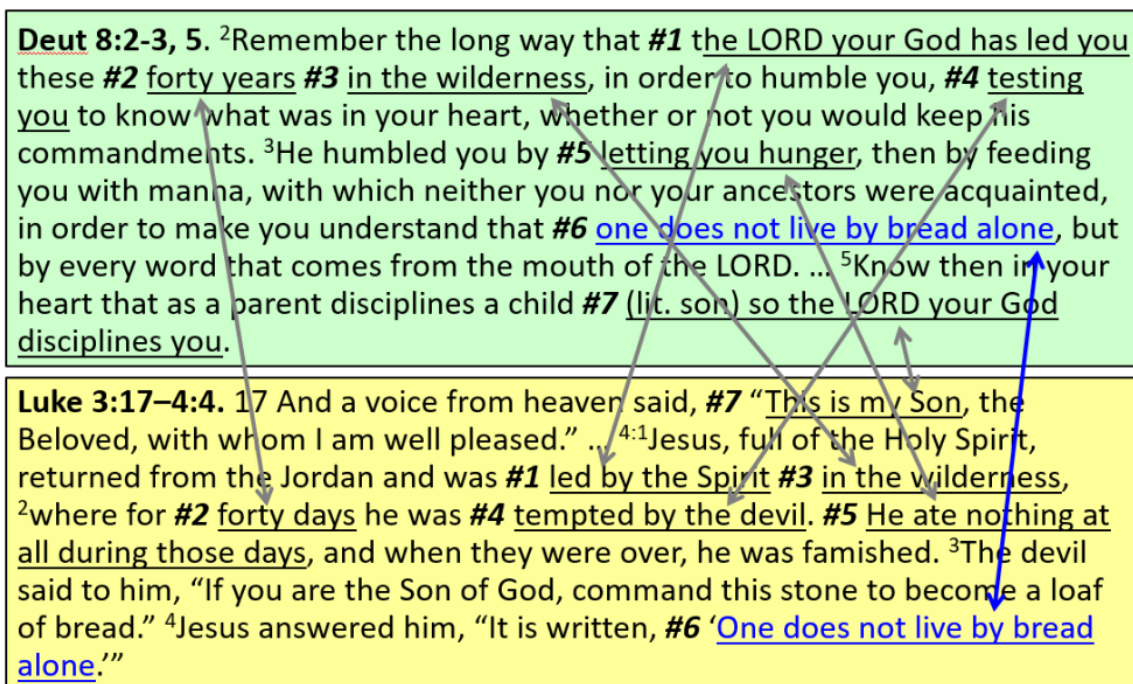 Deut 8:2-3, 5. ²Remember the long way that #1 the LORD your God has led you
these #2 forty years #3 in the wilderness, in order to humble you, #4 testing
you to know what was in your heart, whether or not you would keep his
commandments. ³He humbled you by #5 letting you hunger, then by feeding
you with manna, with which neither you nor your ancestors were acquainted,
in order to make you understand that #6 one does not live by bread alone, but
by every word that comes from the mouth of the LORD. ... ⁵Know then in your
heart that as a parent disciplines a child #7 (lit. son) so the LORD your God
disciplines you.
Luke 3:17–4:4. 17 And a voice from heaven said, #7 “This is my Son, the
Beloved, with whom I am well pleased.” ... ⁴:¹Jesus, full of the Holy Spirit,
returned from the Jordan and was #1 led by the Spirit #3 in the wilderness,
²where for #2 forty days he was #4 tempted by the devil. #5 He ate nothing at
all during those days, and when they were over, he was famished. ³The devil
said to him, “If you are the Son of God, command this stone to become a loaf
of bread.” ⁴Jesus answered him, “It is written, #6 ‘One does not live by bread
alone.’”